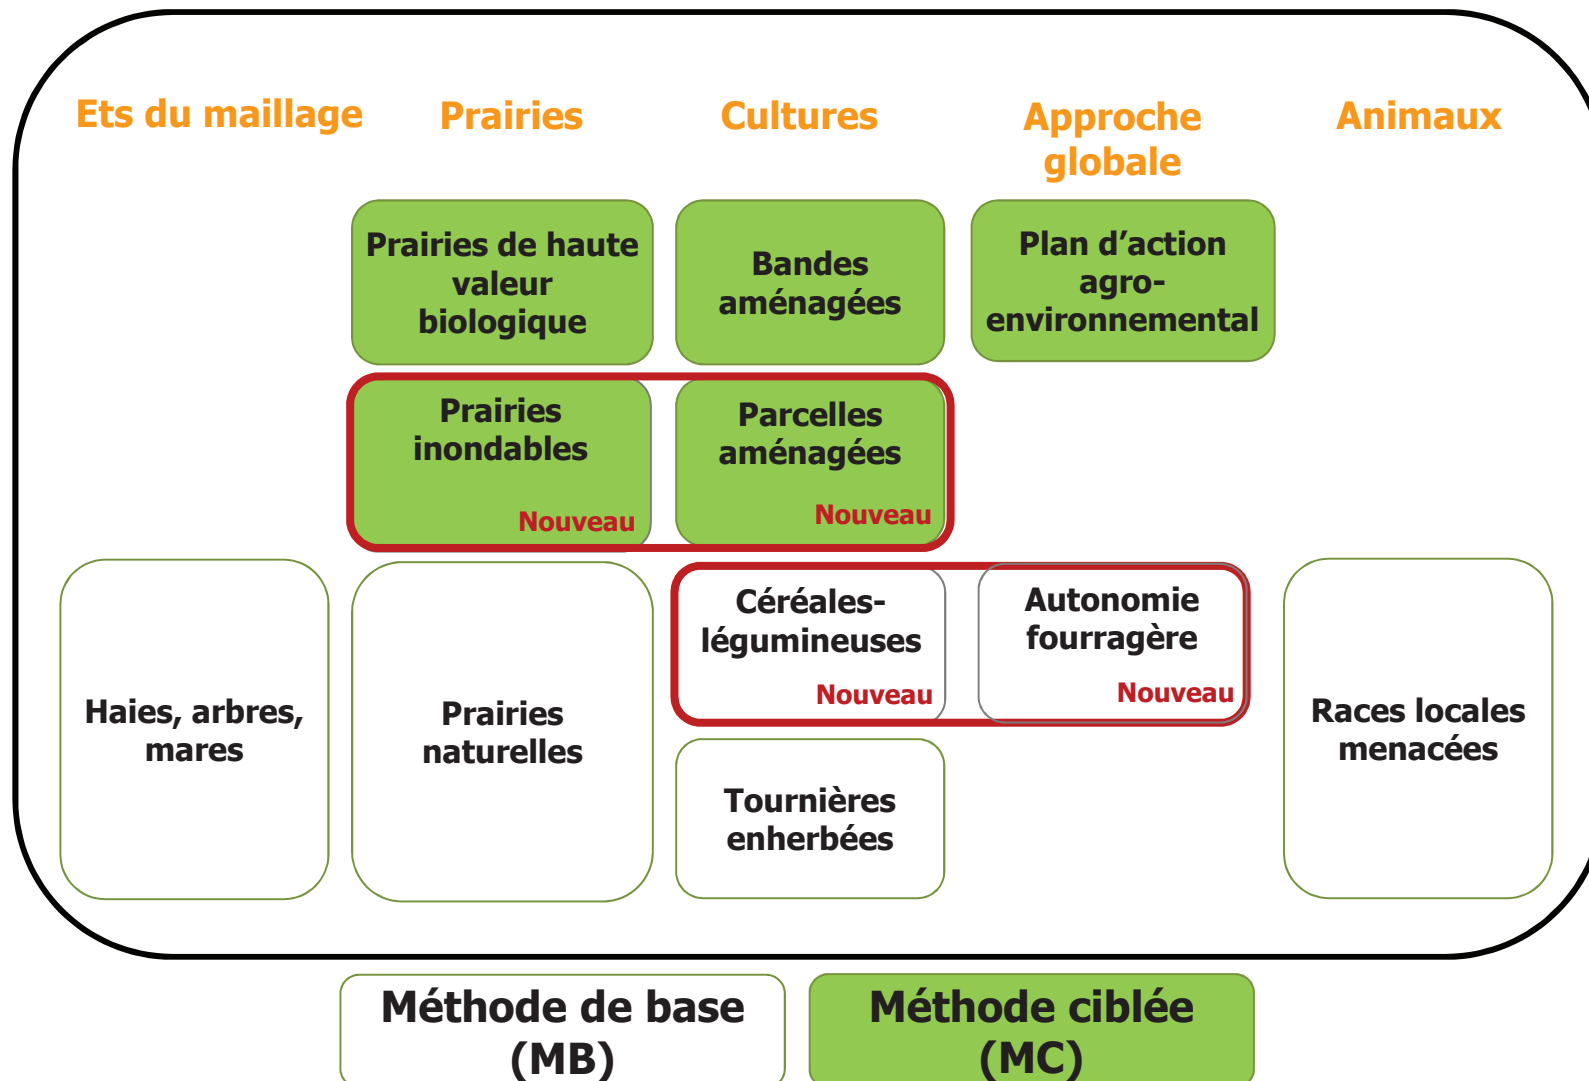 Ets du maillage
Prairies
Cultures
Approche
globale
Animaux
Prairies de haute
valeur
biologique
Bandes
aménagées
Plan d’action
agro-
environnemental
Prairies
inondables
Nouveau
Parcelles
aménagées
Nouveau
Haies, arbres,
mares
Prairies
naturelles
Céréales-
légumineuses
Nouveau
Autonomie
fourragère
Nouveau
Tournières
enherbées
Races locales
menacées
Méthode de base
(MB)
Méthode ciblée
(MC)